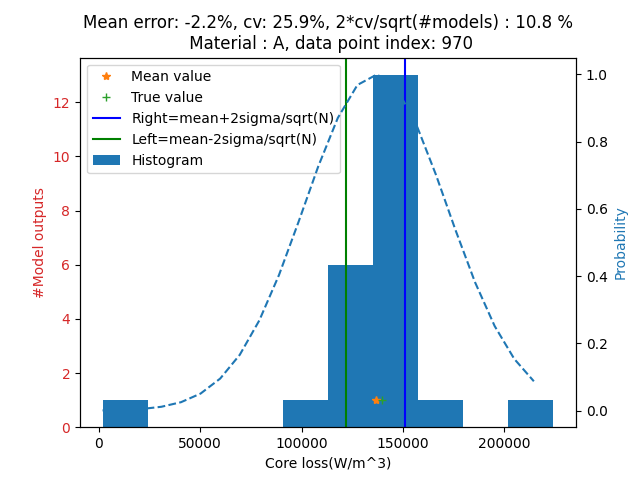 Mean error: -2.2%, cv: 25.9%, 2*cv/sqrt(#models) : 10.8 %
Material : A, data point index: 970
Mean value
True value
Right=mean+2sigma/sqrt(N)
Left=mean-2sigma/sqrt(N)
Histogram
#Model outputs
12
10
8
6
4
2
0
1.0
0.8
0.6
0.4
0.2
0.0
Probability
0
50000
100000
150000
200000
Core loss(W/m^3)